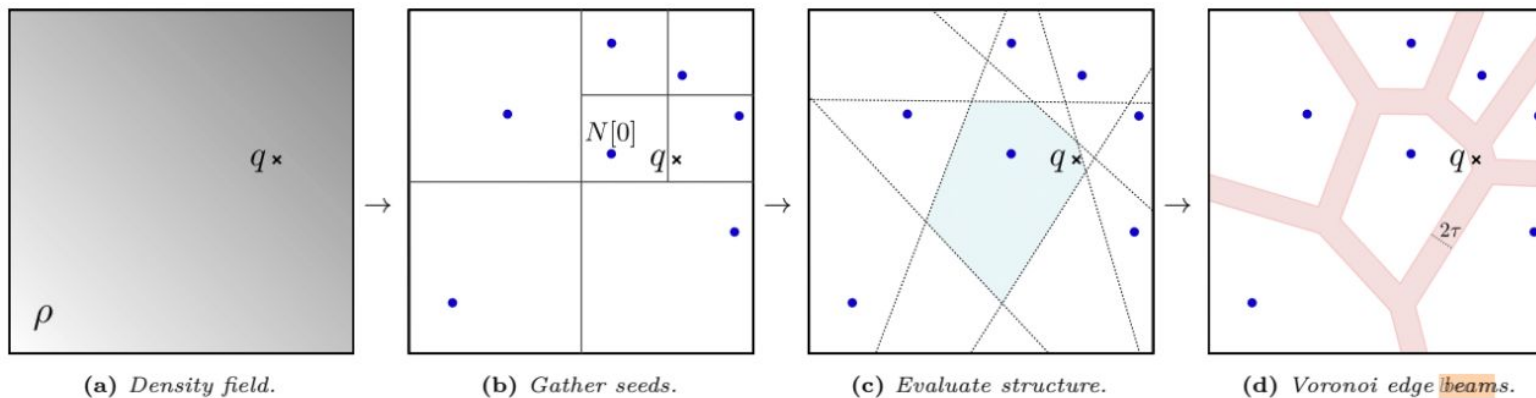 q ×
ρ
→
N[0]
q ×
→
q ×
→
q ×
2τ
(a) Density field.
(b) Gather seeds.
(c) Evaluate structure.
(d) Voronoi edge beams.